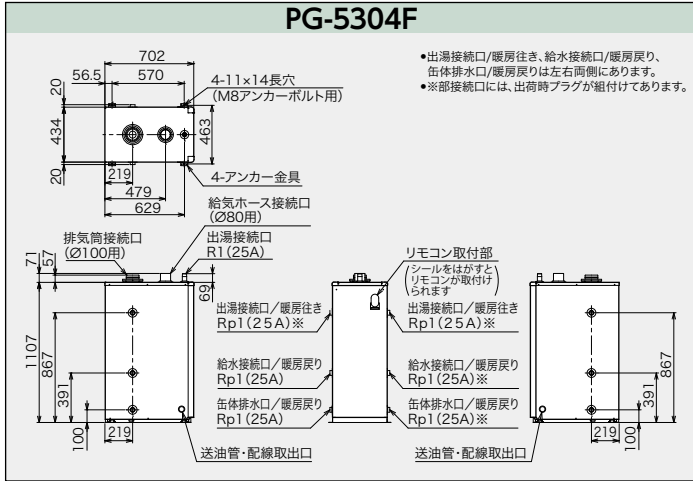 PG-5304F
702
56.5
570
4-11×14長穴
(M8アンカーボルト用)
20
434
20
463
219
479
629
4-アンカー金具
●出湯接続口/暖房往き、給水接続口/暖房戻り、
缶体排水口/暖房戻りは左右両側にあります。
●※部接続口には、出荷時プラグが組付けてあります。
給気ホース接続口
(Ø80用)
排気筒接続口
(Ø100用)
出湯接続口
R1(25A)
71
57
69
1107
867
391
100
219
送油管・配線取出口
リモコン取付部
(シールをはがすと
リモコンが取付け
られます)
出湯接続口/暖房往き
Rp1(25A)※
給水接続口/暖房戻り
Rp1(25A)
缶体排水口/暖房戻り
Rp1(25A)
出湯接続口/暖房往き
Rp1(25A)※
給水接続口/暖房戻り
Rp1(25A)※
缶体排水口/暖房戻り
Rp1(25A)※
867
391
100
219
送油管・配線取出口